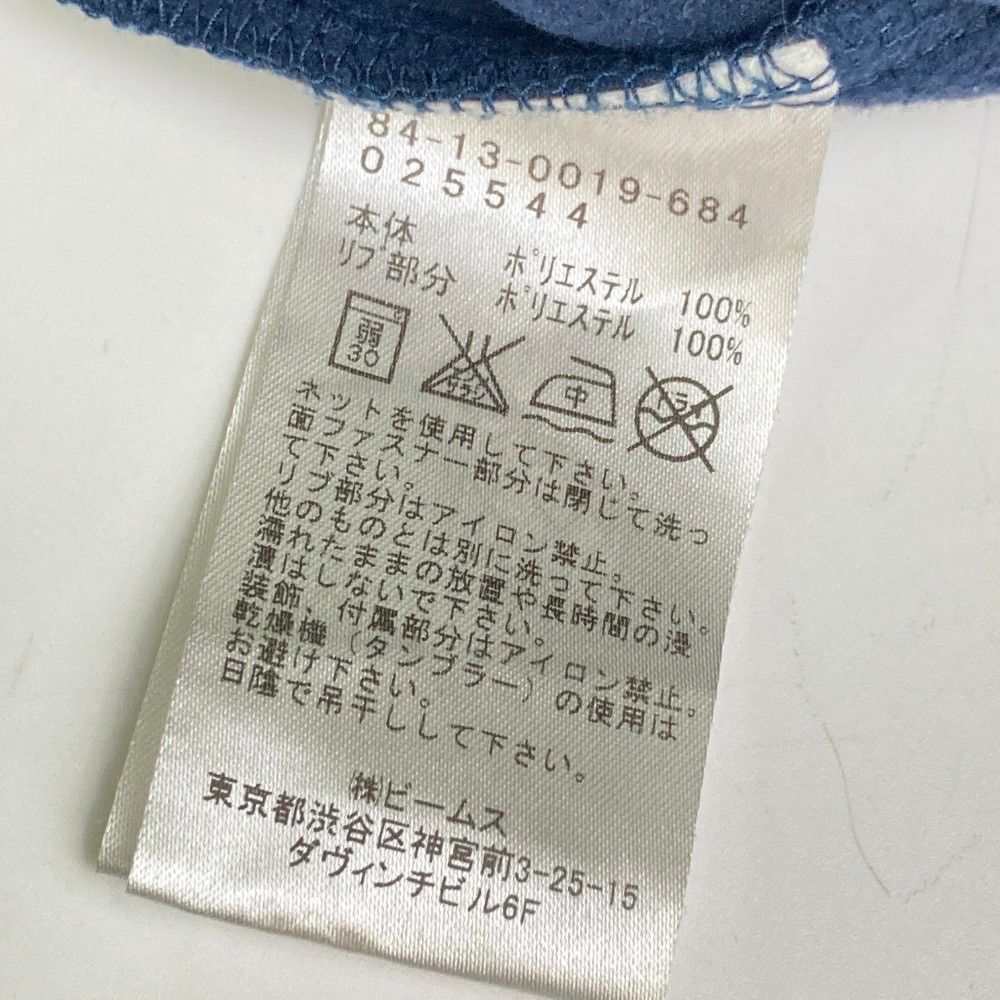 84-13-0019-684
025544
本体 ポリエステル 100%
リブ部分 ポリエステル 100%
弱 30 エンソ サラシ 中 ドライ
ネットを使用して下さい。
面ファスナー部分は閉じて洗っ
て下さい。
リブ部分はアイロン禁止。
他のものとは別に洗って下さい。
濡れたままの放置や長時間の浸
漬はしないで下さい。
装飾、付属部分はアイロン禁止。
乾燥機(タンブラー)の使用は
お避け下さい。
日陰で吊干しして下さい。
㈱ビームス
東京都渋谷区神宮前3-25-15
ダヴィンチビル6F